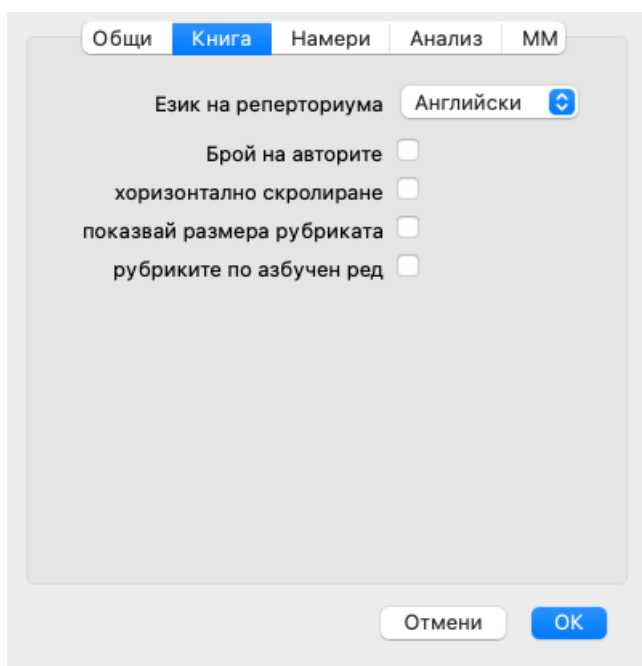 Общи Книга Намери Анализ ММ
Език на реперториума Английски
Брой на авторите
хоризонтално скролиране
показвай размера рубриката
рубриките по азбучен ред
Отмени OK